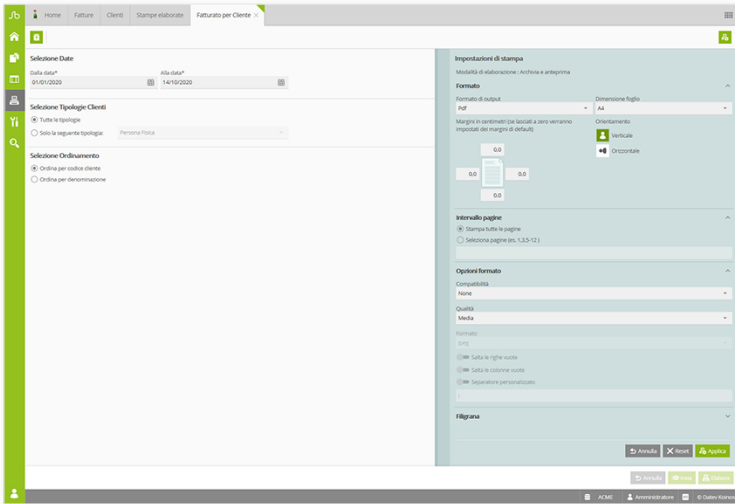 Home Fatture Clienti Stampe elaborate Fatturato per Cliente
Selezione Date
Dalla data* Alla data*
01/01/2020 14/10/2020
Selezione Tipologie Clienti
Tutte le tipologie
Solo la seguente tipologia: Persona Fisica
Selezione Ordinamento
Ordina per codice cliente
Ordina per denominazione
Impostazioni di stampa
Modalità di elaborazione / Archivia e anteprima
Formato
Formato di output Dimensione foglio
Pdf A4
Margini in centimetri (se lasciati a zero verranno
impostati dei margini di default)
Orientamento
Verticale
Orizzontale
0,0
0,0 0,0
0,0
Intervallo pagine
Stampa tutte le pagine
Seleziona pagine (es. 1,3,5-12 )
Opzioni formato
Compatibilità
None
Qualità
Media
Formato
Salta le righe vuote
Salta le colonne vuote
Separatore personalizzato
Filigrana
Annulla Reset Applica
Annulla Invia Elabora
ACME Amministratore © Datev Koinos